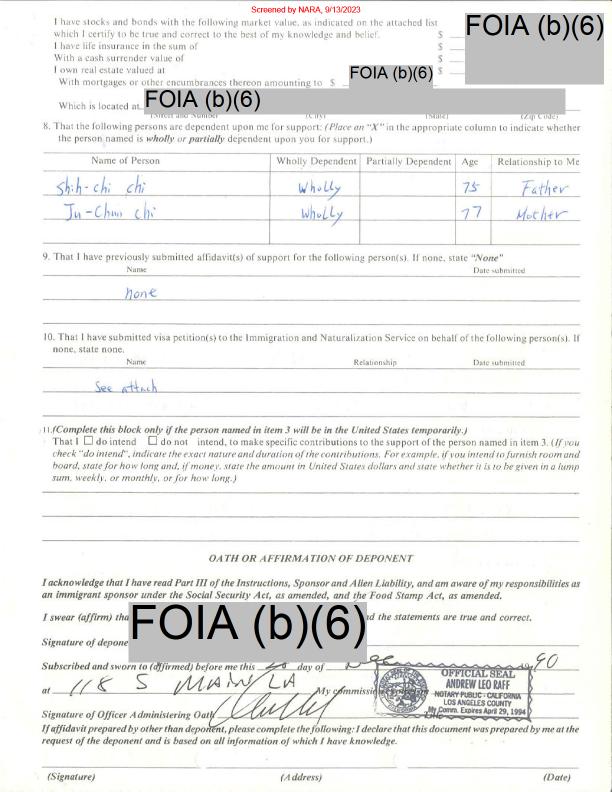 Screened by NARA, 9/13/2023
I have stocks and bonds with the following market value, as indicated on the attached list
which I certify to be true and correct to the best of my knowledge and belief. $
I have life insurance in the sum of $
With a cash surrender value of $
I own real estate valued at $
With mortgages or other encumbrances thereon amounting to $
FOIA (b)(6)
FOIA (b)(6)
Which is located at FOIA (b)(6)
(Street and Number) (City) (State) (Zip Code)
8. That the following persons are dependent upon me for support: (Place an "X" in the appropriate column to indicate whether
the person named is wholly or partially dependent upon you for support.)
Name of Person Wholly Dependent Partially Dependent Age Relationship to Me
Shih-chi chi Wholly 75 Father
Ju-Chun chi Wholly 77 Mother
9. That I have previously submitted affidavit(s) of support for the following person(s). If none, state "None"
Name Date submitted
none
10. That I have submitted visa petition(s) to the Immigration and Naturalization Service on behalf of the following person(s). If
none, state none.
Name Relationship Date submitted
See attach
11. (Complete this block only if the person named in item 3 will be in the United States temporarily.)
That I ☐ do intend ☐ do not intend, to make specific contributions to the support of the person named in item 3. (If you
check "do intend", indicate the exact nature and duration of the contributions. For example, if you intend to furnish room and
board, state for how long and, if money, state the amount in United States dollars and state whether it is to be given in a lump
sum, weekly, or monthly, or for how long.)
OATH OR AFFIRMATION OF DEPONENT
I acknowledge that I have read Part III of the Instructions, Sponsor and Alien Liability, and am aware of my responsibilities as
an immigrant sponsor under the Social Security Act, as amended, and the Food Stamp Act, as amended.
I swear (affirm) tha FOIA (b)(6) d the statements are true and correct.
Signature of depone
Subscribed and sworn to (affirmed) before me this day of Dec 90
at 118 S MAIN LA My commission
OFFICIAL SEAL
ANDREW LEO RAFF
NOTARY PUBLIC - CALIFORNIA
LOS ANGELES COUNTY
My Comm. Expires April 29, 1994
Signature of Officer Administering Oath
If affidavit prepared by other than deponent, please complete the following: I declare that this document was prepared by me at the
request of the deponent and is based on all information of which I have knowledge.
(Signature) (Address) (Date)